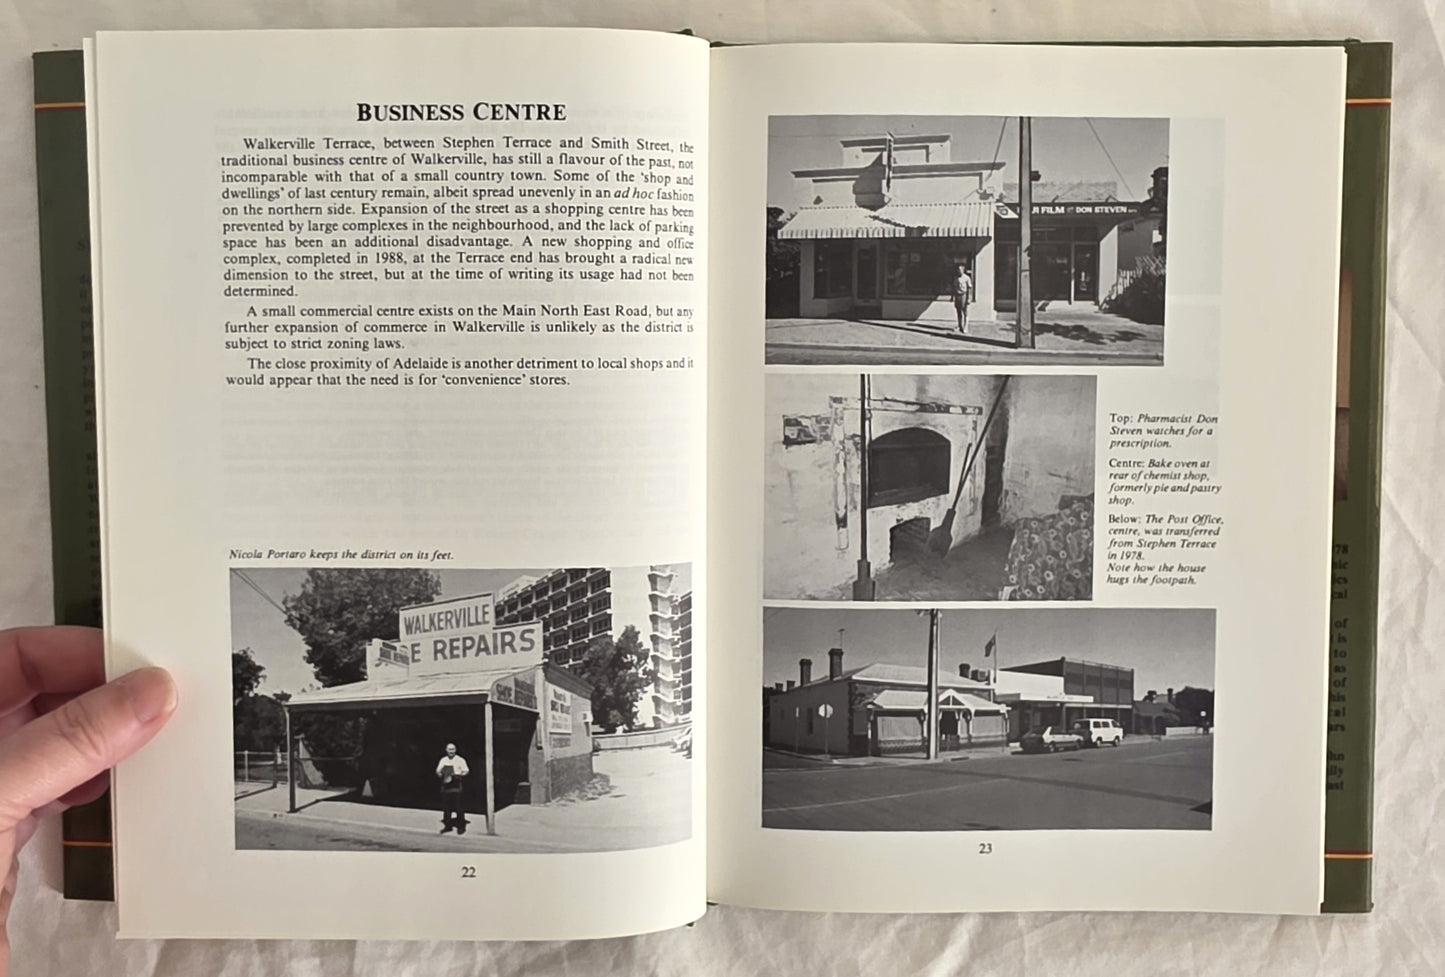 BUSINESS CENTRE
Walkerville Terrace, between Stephen Terrace and Smith Street, the
traditional business centre of Walkerville, has still a flavour of the past, not
incomparable with that of a small country town. Some of the ‘shop and
dwellings’ of last century remain, albeit spread unevenly in an ad hoc fashion
on the northern side. Expansion of the street as a shopping centre has been
prevented by large complexes in the neighbourhood, and the lack of parking
space has been an additional disadvantage. A new shopping and office
complex, completed in 1988, at the Terrace end has brought a radical new
dimension to the street, but at the time of writing its usage had not been
determined.
A small commercial centre exists on the Main North East Road, but any
further expansion of commerce in Walkerville is unlikely as the district is
subject to strict zoning laws.
The close proximity of Adelaide is another detriment to local shops and it
would appear that the need is for ‘convenience’ stores.
Nicola Portaro keeps the district on its feet.
WALKERVILLE
E REPAIRS
SHOE REPAIRS
22
FILM DON STEVEN
Top: Pharmacist Don
Steven watches for a
prescription.
Centre: Bake oven at
rear of chemist shop,
formerly pie and pastry
shop.
Below: The Post Office,
centre, was transferred
from Stephen Terrace
in 1978.
Note how the house
hugs the footpath.
23